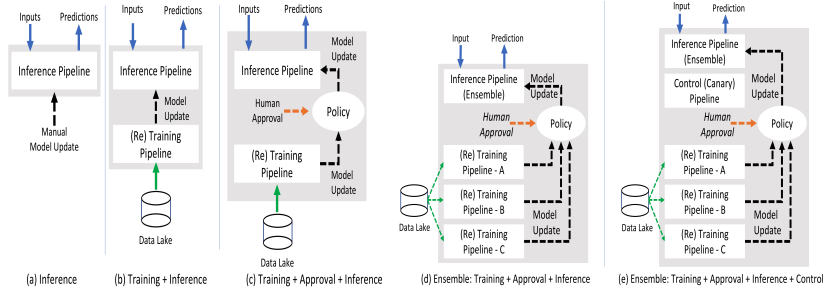 Inputs
Predictions
Inference Pipeline
Manual
Model Update
(a) Inference
Inputs
Predictions
Inference Pipeline
Model
Update
(Re) Training
Pipeline
Data Lake
(b) Training + Inference
Inputs
Predictions
Model
Update
Inference Pipeline
Human
Approval
Policy
(Re) Training
Pipeline
Model
Update
Data Lake
(c) Training + Approval + Inference
Input
Prediction
Inference Pipeline
(Ensemble)
Model
Update
Human
Approval
Policy
(Re) Training
Pipeline - A
(Re) Training
Pipeline - B
(Re) Training
Pipeline - C
Model
Update
Data Lake
(d) Ensemble: Training + Approval + Inference
Input
Prediction
Inference Pipeline
(Ensemble)
Control (Canary)
Pipeline
Model
Update
Human
Approval
Policy
(Re) Training
Pipeline - A
(Re) Training
Pipeline - B
(Re) Training
Pipeline - C
Model
Update
Data Lake
(e) Ensemble: Training + Approval + Inference + Control